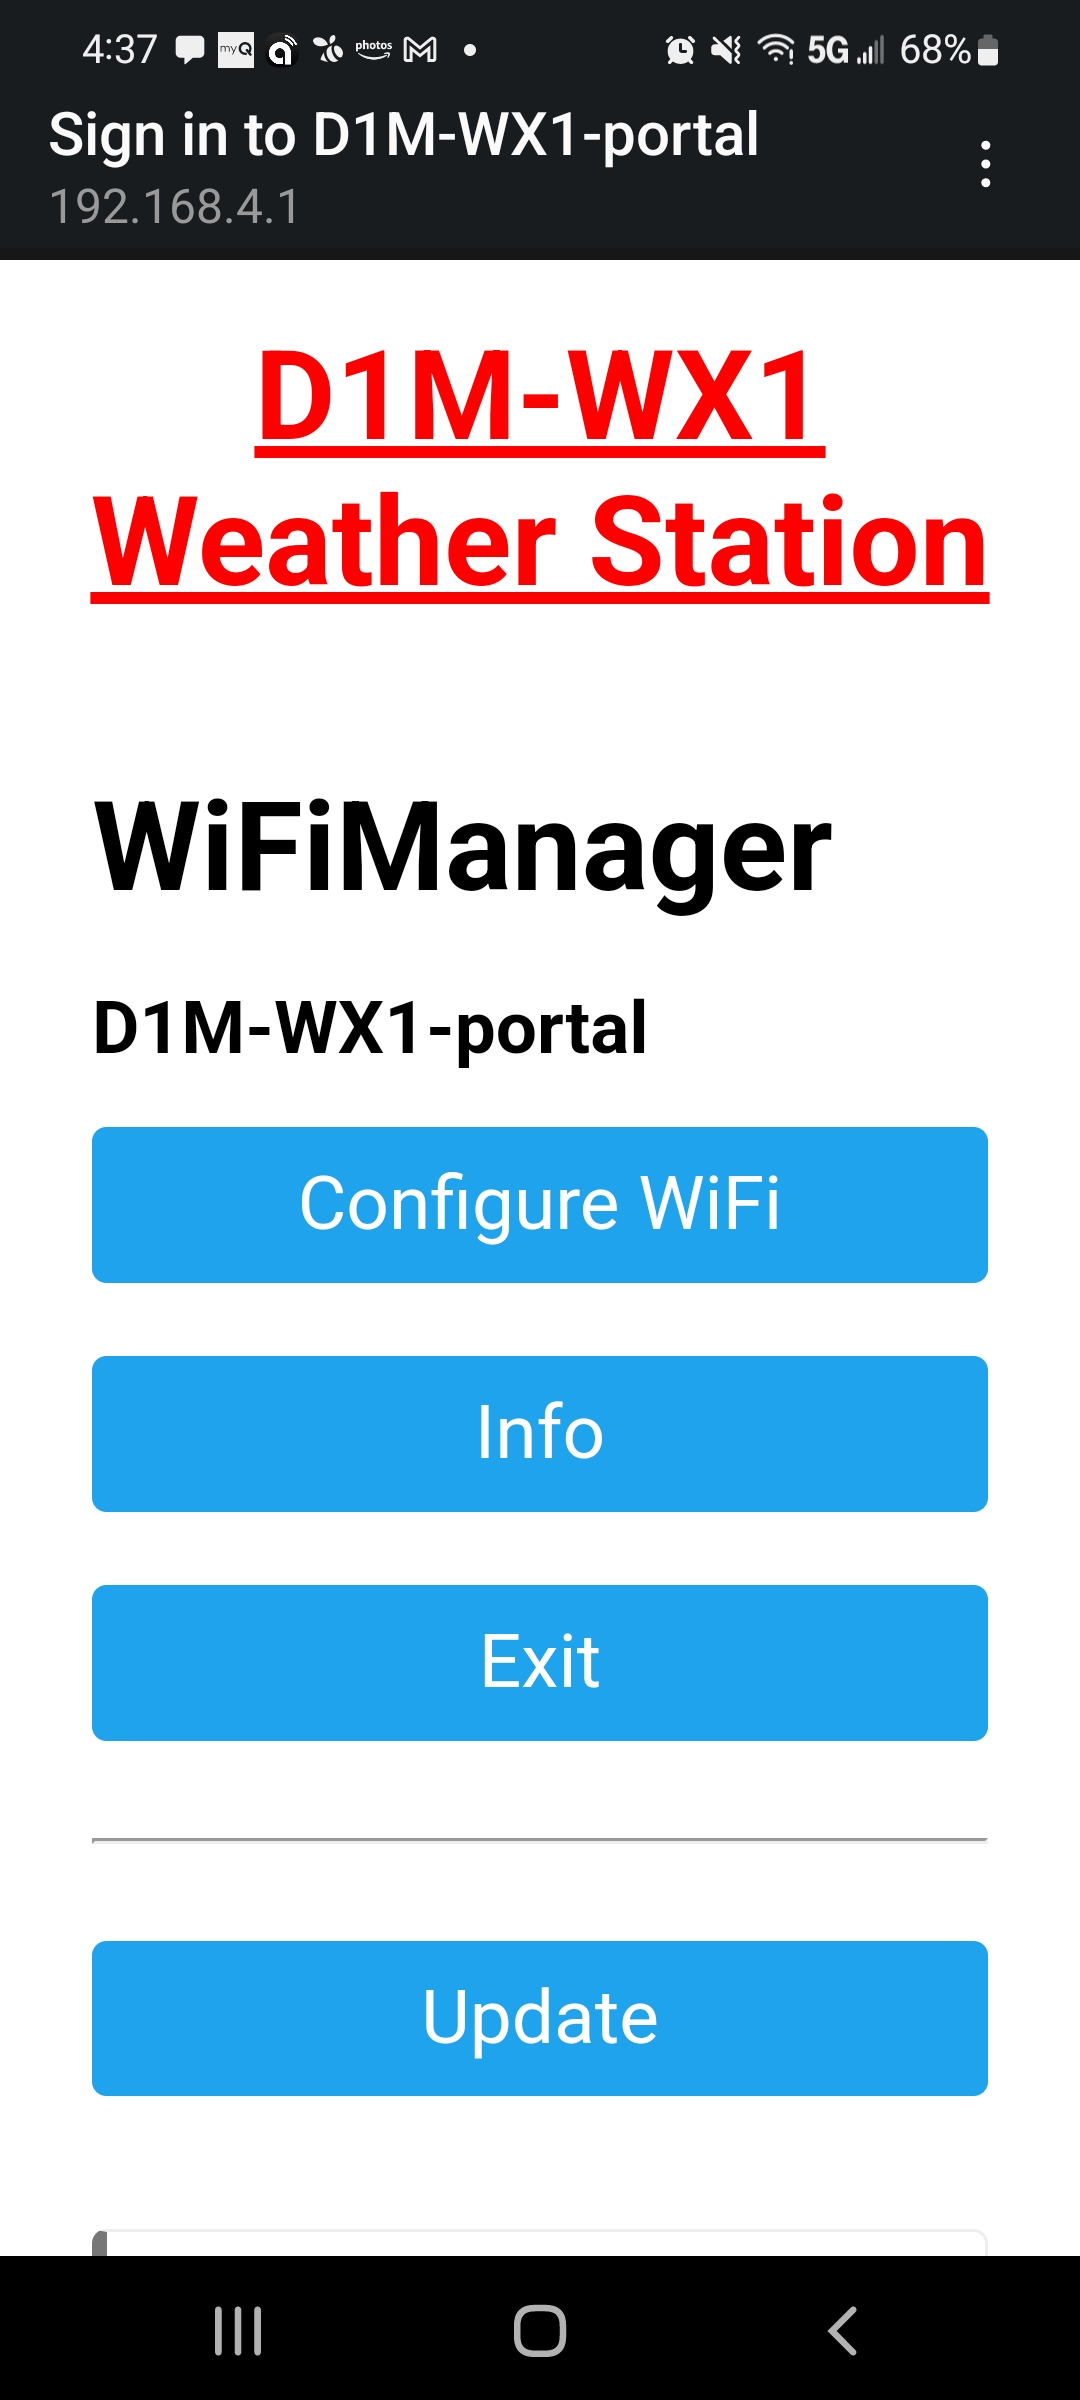 4:37 myQ a photos M 5G 68%
Sign in to D1M-WX1-portal
192.168.4.1
D1M-WX1
Weather Station
WiFiManager
D1M-WX1-portal
Configure WiFi
Info
Exit
Update